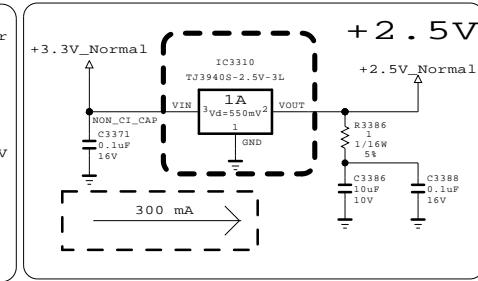 r
V
+2.5V
+3.3V_Normal
+2.5V_Normal
IC3310
TJ3940S-2.5V-3L
1A
VIN
3
Vd=550mV
2
VOUT
1
GND
NON_CI_CAP
C3371
0.1uF
16V
R3386
1
1/16W
5%
C3386
10uF
10V
C3388
0.1uF
16V
300 mA